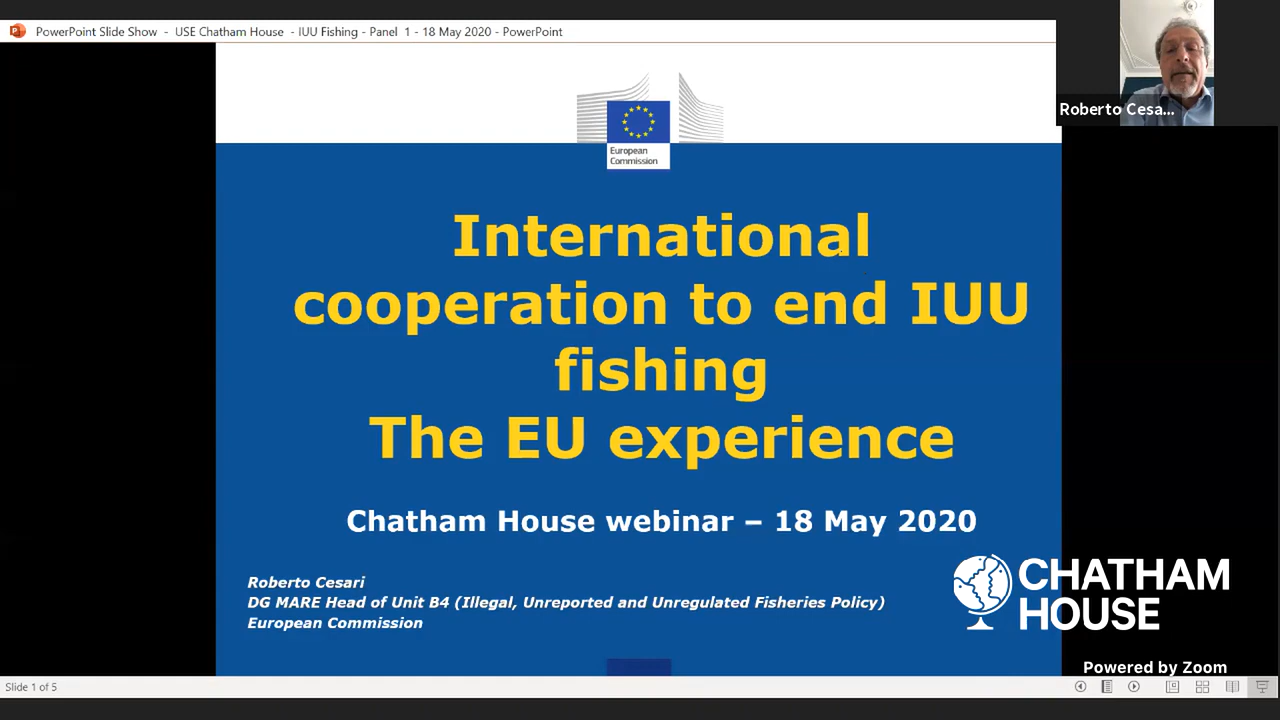 PowerPoint Slide Show - USE Chatham House - IUU Fishing - Panel 1 - 18 May 2020 - PowerPoint
Roberto Cesa...
European
Commission
International
cooperation to end IUU
fishing
The EU experience
Chatham House webinar – 18 May 2020
Roberto Cesari
DG MARE Head of Unit B4 (Illegal, Unreported and Unregulated Fisheries Policy)
European Commission
CHATHAM
HOUSE
Powered by Zoom
Slide 1 of 5